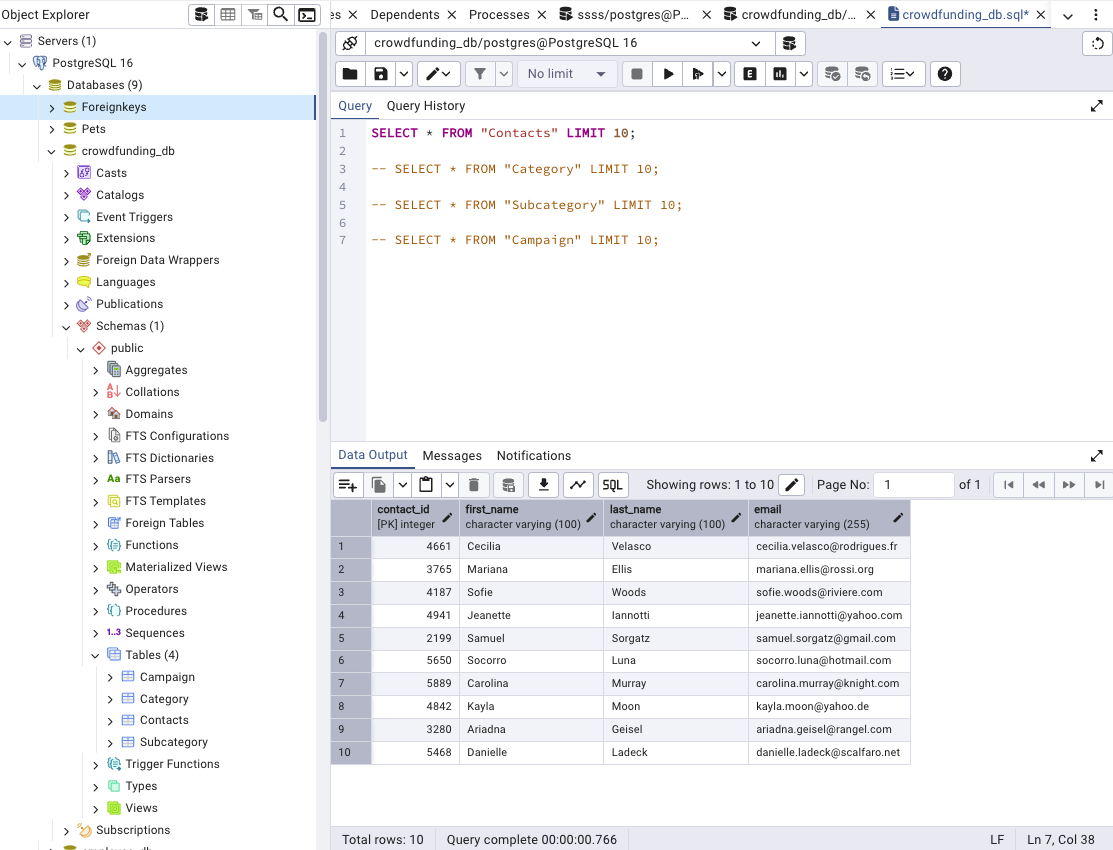 Object Explorer
Servers (1)
PostgreSQL 16
Databases (9)
Foreignkeys
Pets
crowdfunding_db
Casts
Catalogs
Event Triggers
Extensions
Foreign Data Wrappers
Languages
Publications
Schemas (1)
public
Aggregates
Collations
Domains
FTS Configurations
FTS Dictionaries
Aa FTS Parsers
FTS Templates
Foreign Tables
Functions
Materialized Views
Operators
Procedures
1..3 Sequences
Tables (4)
Campaign
Category
Contacts
Subcategory
Trigger Functions
Types
Views
Subscriptions
es Dependents Processes ssss/postgres@P... crowdfunding_db/... crowdfunding_db.sql*
crowdfunding_db/postgres@PostgreSQL 16
No limit E
Query Query History
1 SELECT * FROM "Contacts" LIMIT 10;
2
3 -- SELECT * FROM "Category" LIMIT 10;
4
5 -- SELECT * FROM "Subcategory" LIMIT 10;
6
7 -- SELECT * FROM "Campaign" LIMIT 10;
Data Output Messages Notifications
SQL Showing rows: 1 to 10 Page No: 1 of 1
contact_id first_name last_name email
[PK] integer character varying (100) character varying (100) character varying (255)
1 4661 Cecilia Velasco cecilia.velasco@rodrigues.fr
2 3765 Mariana Ellis mariana.ellis@rossi.org
3 4187 Sofie Woods sofie.woods@riviere.com
4 4941 Jeanette Iannotti jeanette.iannotti@yahoo.com
5 2199 Samuel Sorgatz samuel.sorgatz@gmail.com
6 5650 Socorro Luna socorro.luna@hotmail.com
7 5889 Carolina Murray carolina.murray@knight.com
8 4842 Kayla Moon kayla.moon@yahoo.de
9 3280 Ariadna Geisel ariadna.geisel@rangel.com
10 5468 Danielle Ladeck danielle.ladeck@scalfaro.net
Total rows: 10 Query complete 00:00:00.766 LF Ln 7, Col 38